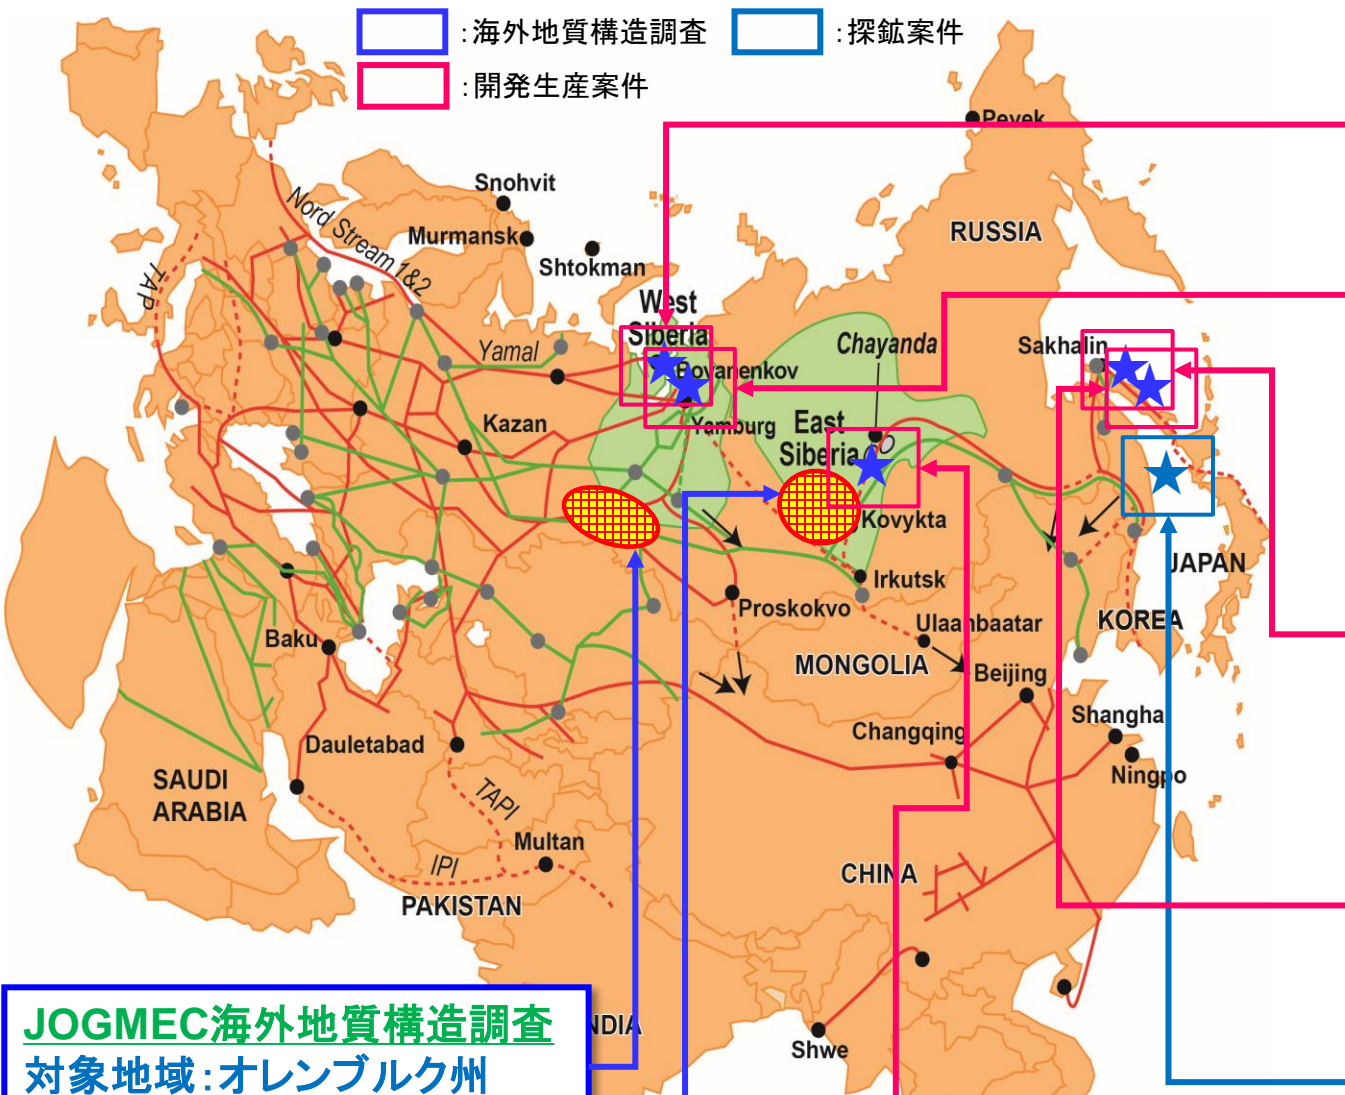 :海外地質構造調査
:探鉱案件
:開発生産案件
Pevek
Snohvit
Nord Stream 1&2
Murmansk
RUSSIA
Shtokman
TAP
West
Siberia
Chayanda
Sakhalin
Yamal
Bovanenkov
Kazan
Yamburg
East
Siberia
Kovykta
JAPAN
Irkutsk
Proskokvo
Ulaanbaatar
KOREA
Baku
MONGOLIA
Beijing
Shangha
Changqing
Dauletabad
Ningpo
SAUDI
ARABIA
TAPI
Multan
IPI
CHINA
PAKISTAN
JOGMEC海外地質構造調査
NDIA
対象地域:オレンブルク州
Shwe